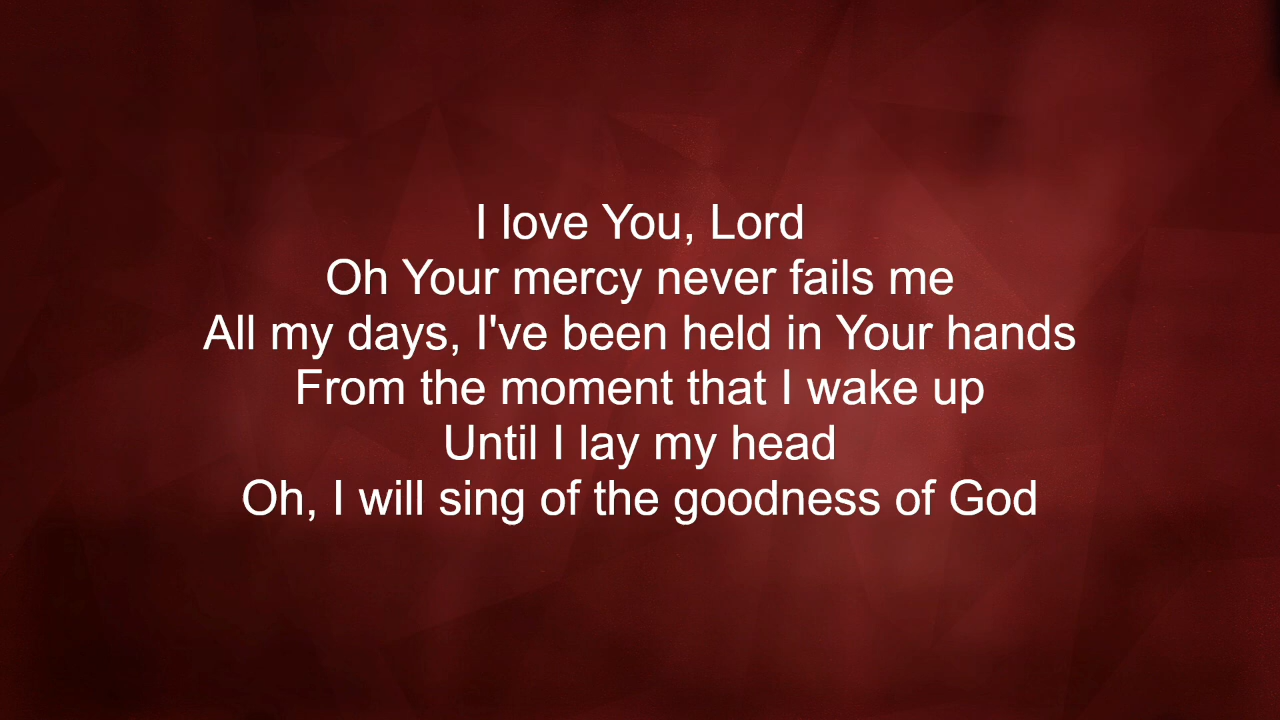 I love You, Lord
Oh Your mercy never fails me
All my days, I've been held in Your hands
From the moment that I wake up
Until I lay my head
Oh, I will sing of the goodness of God